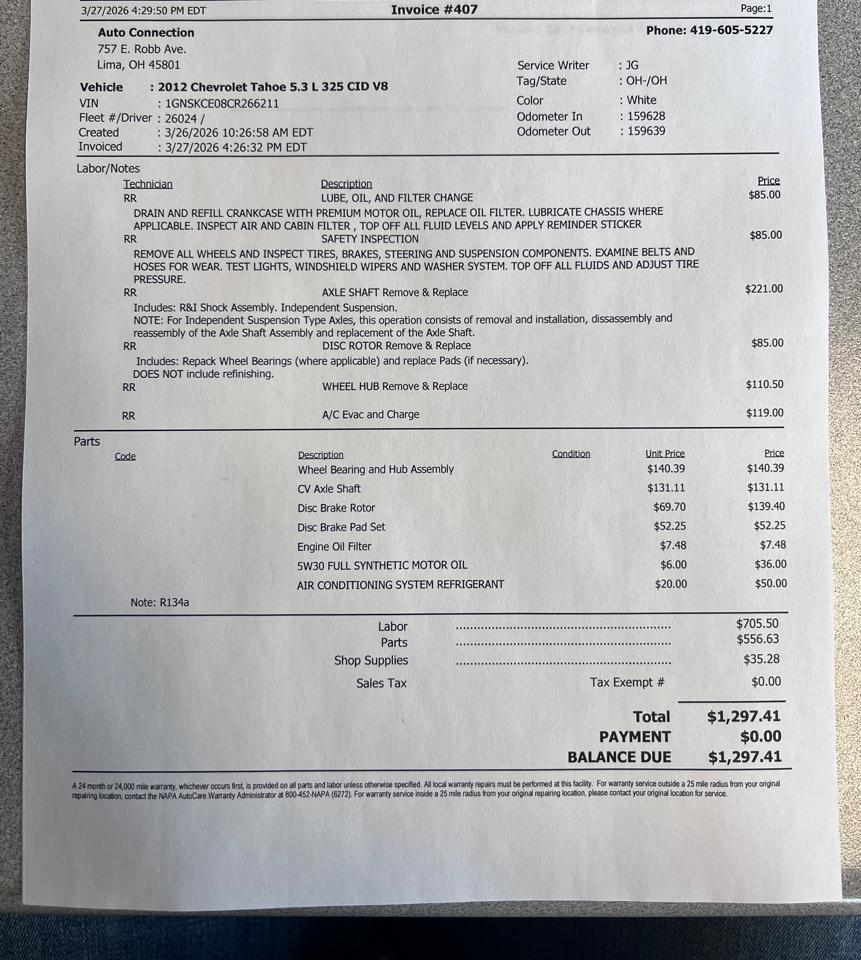 3/27/2026 4:29:50 PM EDT Invoice #407 Page:1
Auto Connection Phone: 419-605-5227
757 E. Robb Ave.
Lima, OH 45801 Service Writer : JG
Tag/State : OH-/OH
Vehicle : 2012 Chevrolet Tahoe 5.3 L 325 CID V8
VIN : 1GNSKCE08CR266211 Color : White
Fleet #/Driver : 26024 / Odometer In : 159628
Created : 3/26/2026 10:26:58 AM EDT Odometer Out : 159639
Invoiced : 3/27/2026 4:26:32 PM EDT
Labor/Notes
Technician Description Price
RR LUBE, OIL, AND FILTER CHANGE $85.00
DRAIN AND REFILL CRANKCASE WITH PREMIUM MOTOR OIL, REPLACE OIL FILTER. LUBRICATE CHASSIS WHERE
APPLICABLE. INSPECT AIR AND CABIN FILTER , TOP OFF ALL FLUID LEVELS AND APPLY REMINDER STICKER
RR SAFETY INSPECTION $85.00
REMOVE ALL WHEELS AND INSPECT TIRES, BRAKES, STEERING AND SUSPENSION COMPONENTS. EXAMINE BELTS AND
HOSES FOR WEAR. TEST LIGHTS, WINDSHIELD WIPERS AND WASHER SYSTEM. TOP OFF ALL FLUIDS AND ADJUST TIRE
PRESSURE.
RR AXLE SHAFT Remove & Replace $221.00
Includes: R&I Shock Assembly. Independent Suspension.
NOTE: For Independent Suspension Type Axles, this operation consists of removal and installation, dissassembly and
reassembly of the Axle Shaft Assembly and replacement of the Axle Shaft.
RR DISC ROTOR Remove & Replace $85.00
Includes: Repack Wheel Bearings (where applicable) and replace Pads (if necessary).
DOES NOT include refinishing.
RR WHEEL HUB Remove & Replace $110.50
RR A/C Evac and Charge $119.00
Parts
Code Description Condition Unit Price Price
Wheel Bearing and Hub Assembly $140.39 $140.39
CV Axle Shaft $131.11 $131.11
Disc Brake Rotor $69.70 $139.40
Disc Brake Pad Set $52.25 $52.25
Engine Oil Filter $7.48 $7.48
5W30 FULL SYNTHETIC MOTOR OIL $6.00 $36.00
AIR CONDITIONING SYSTEM REFRIGERANT $20.00 $50.00
Note: R134a
Labor $705.50
Parts $556.63
Shop Supplies $35.28
Sales Tax Tax Exempt # $0.00
Total $1,297.41
PAYMENT $0.00
BALANCE DUE $1,297.41
A 24 month or 24,000 mile warranty, whichever occurs first, is provided on all parts and labor unless otherwise specified. All local warranty repairs must be performed at this facility. For warranty service outside a 25 mile radius from your original
repairing location, contact the NAPA AutoCare Warranty Administrator at 800-452-NAPA (6272). For warranty service inside a 25 mile radius from your original repairing location, please contact your original location for service.